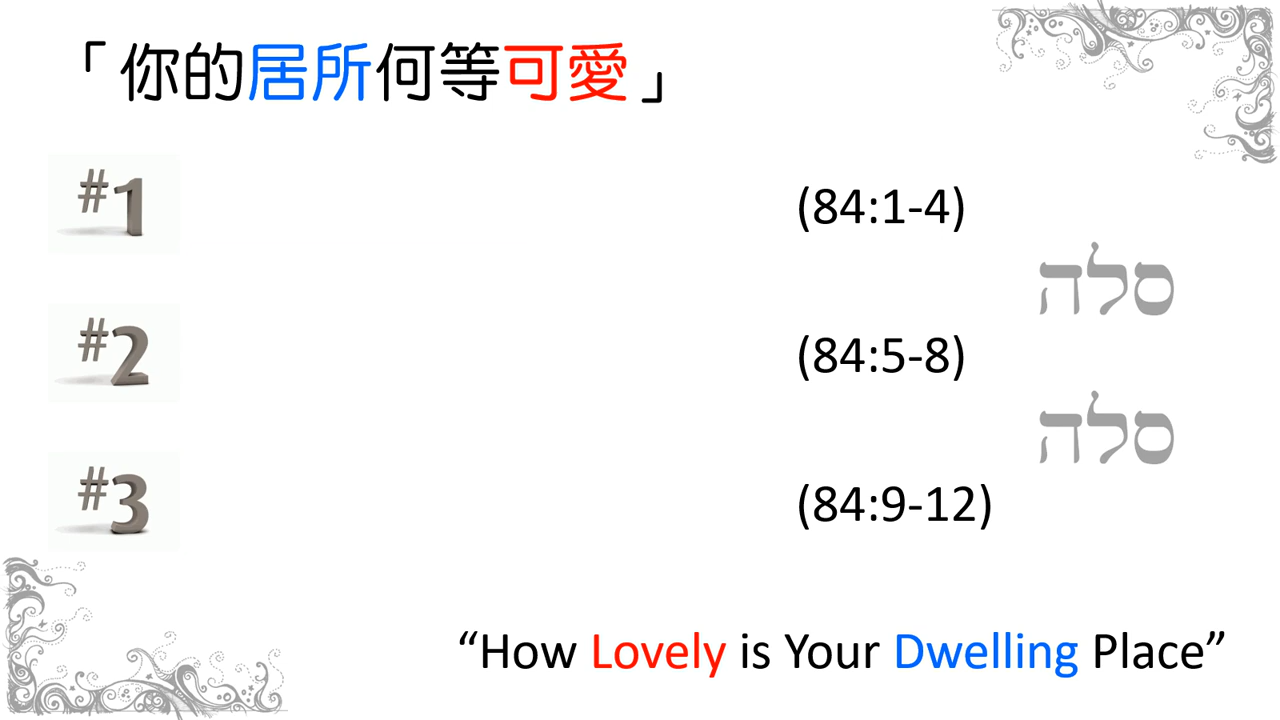 「你的居所何等可愛」
#1 (84:1-4)
סלה
#2 (84:5-8)
סלה
#3 (84:9-12)
“How Lovely is Your Dwelling Place”